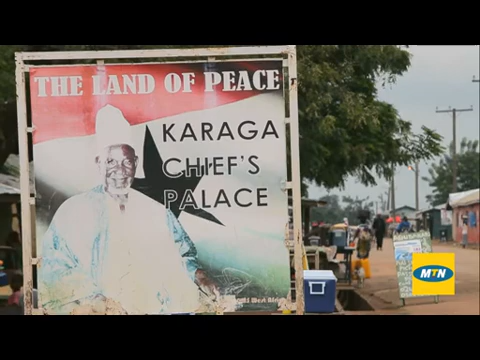 THE LAND OF PEACE
KARAGA
CHIEF'S
PALACE
MTN